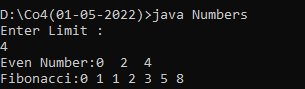 D:\Co4(01-05-2022)>java Numbers
Enter Limit :
4
Even Number:0  2  4
Fibonacci:0 1 1 2 3 5 8